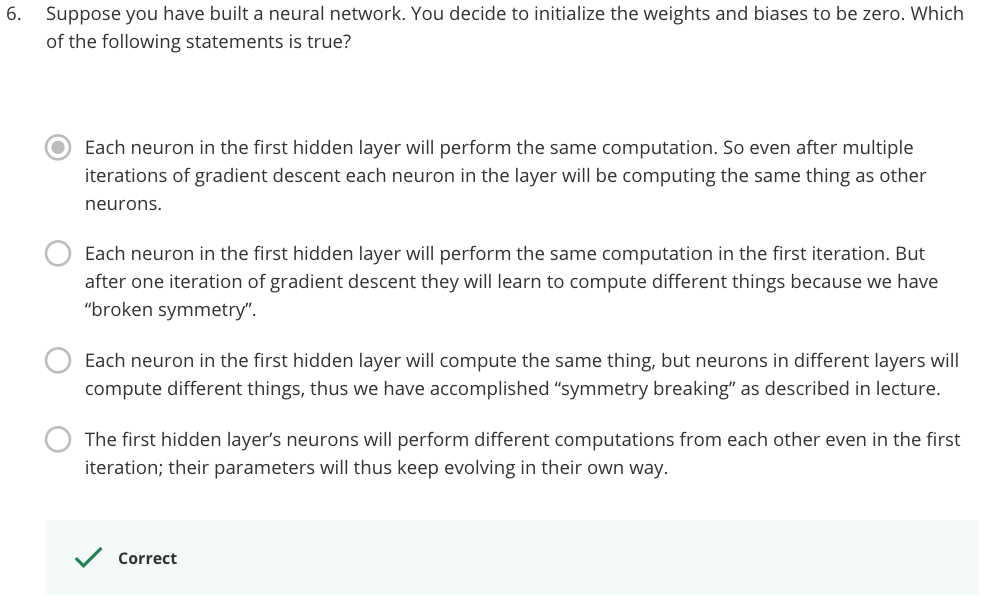 6. Suppose you have built a neural network. You decide to initialize the weights and biases to be zero. Which
of the following statements is true?
Each neuron in the first hidden layer will perform the same computation. So even after multiple
iterations of gradient descent each neuron in the layer will be computing the same thing as other
neurons.
Each neuron in the first hidden layer will perform the same computation in the first iteration. But
after one iteration of gradient descent they will learn to compute different things because we have
“broken symmetry”.
Each neuron in the first hidden layer will compute the same thing, but neurons in different layers will
compute different things, thus we have accomplished “symmetry breaking” as described in lecture.
The first hidden layer’s neurons will perform different computations from each other even in the first
iteration; their parameters will thus keep evolving in their own way.
Correct